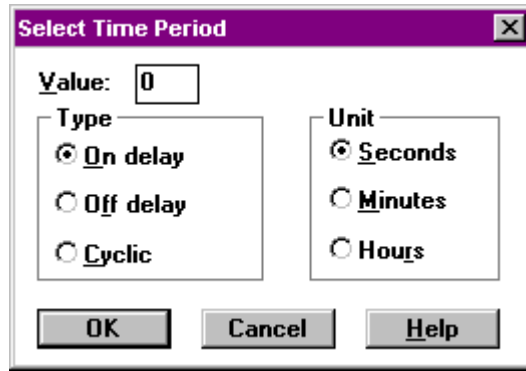 Select Time Period
Value: 0
Type
On delay
Off delay
Cyclic
Unit
Seconds
Minutes
Hours
OK Cancel Help